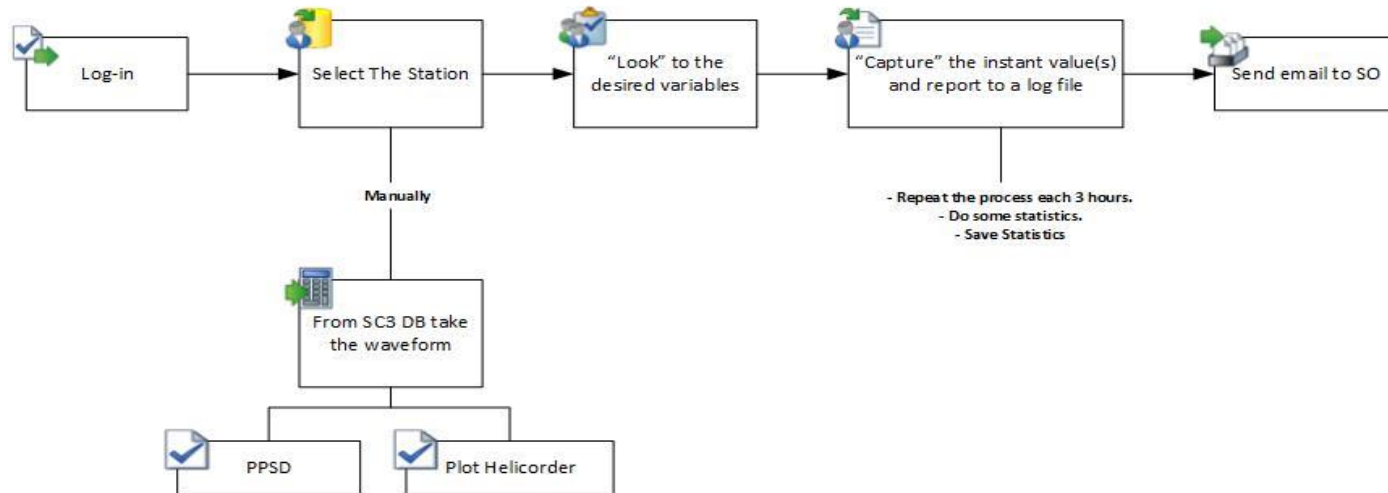 Log-in
Select The Station
“Look” to the
desired variables
“Capture” the instant value(s)
and report to a log file
Send email to SO
Manually
- Repeat the process each 3 hours.
- Do some statistics.
- Save Statistics
From SC3 DB take
the waveform
PPSD
Plot Helicorder